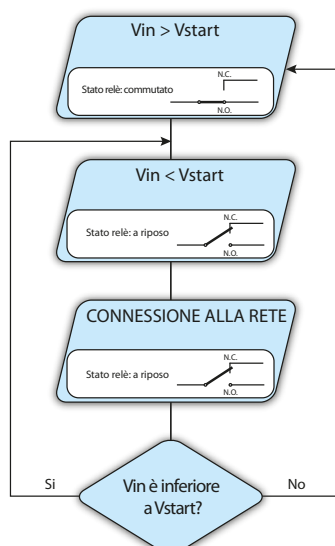 Vin > Vstart
N.C.
Stato relè: commutato
N.O.
Vin < Vstart
N.C.
Stato relè: a riposo
N.O.
CONNESSIONE ALLA RETE
N.C.
Stato relè: a riposo
N.O.
Si
Vin è inferiore
a Vstart?
No